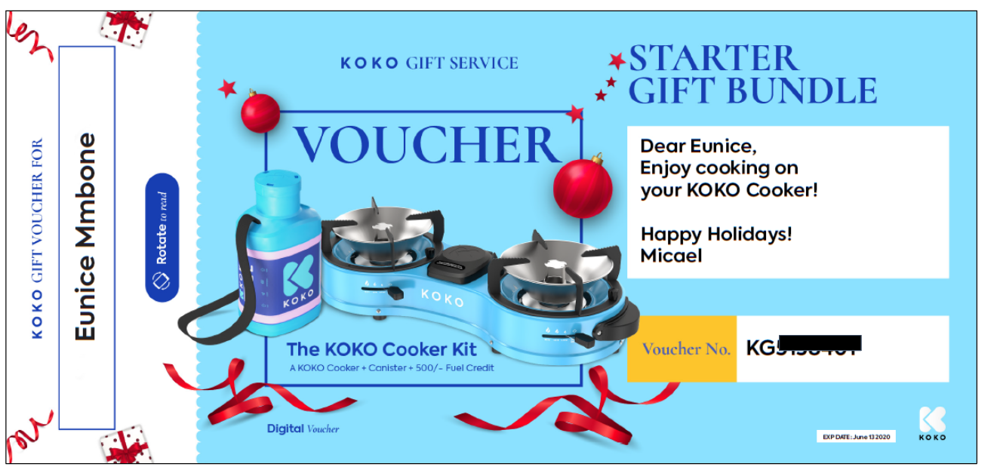 KOKO GIFT VOUCHER FOR
Eunice Mmbone
Rotate to read
KOKO GIFT SERVICE
VOUCHER
KOKO
KOKO
The KOKO Cooker Kit
A KOKO Cooker + Canister + 500/- Fuel Credit
Digital Voucher
STARTER
GIFT BUNDLE
Dear Eunice,
Enjoy cooking on
your KOKO Cooker!
Happy Holidays!
Micael
Voucher No.
KG
EXP DATE: June 13 2020
KOKO